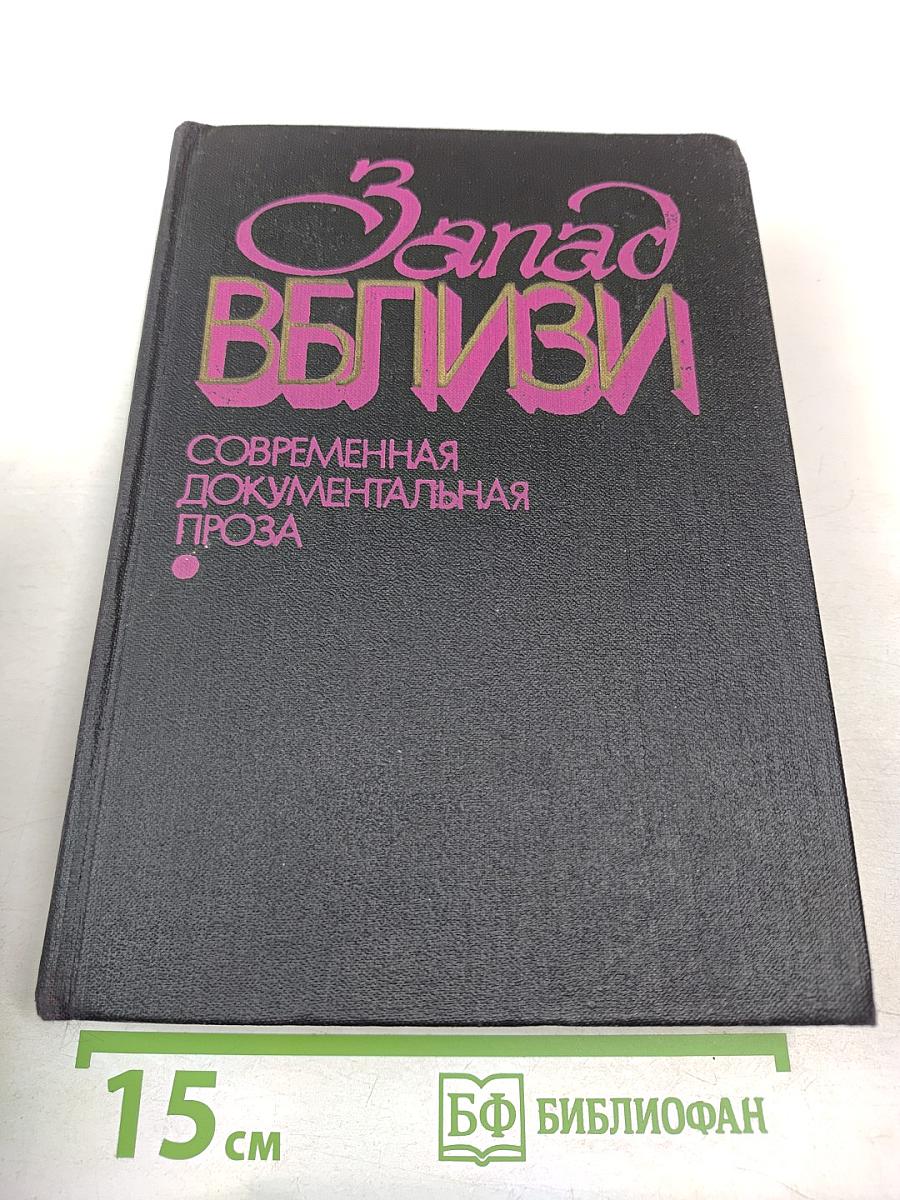 Запад
ВБЛИЗИ
СОВРЕМЕННАЯ
ДОКУМЕНТАЛЬНАЯ
ПРОЗА
15 см
БФ БИБЛИОФАН